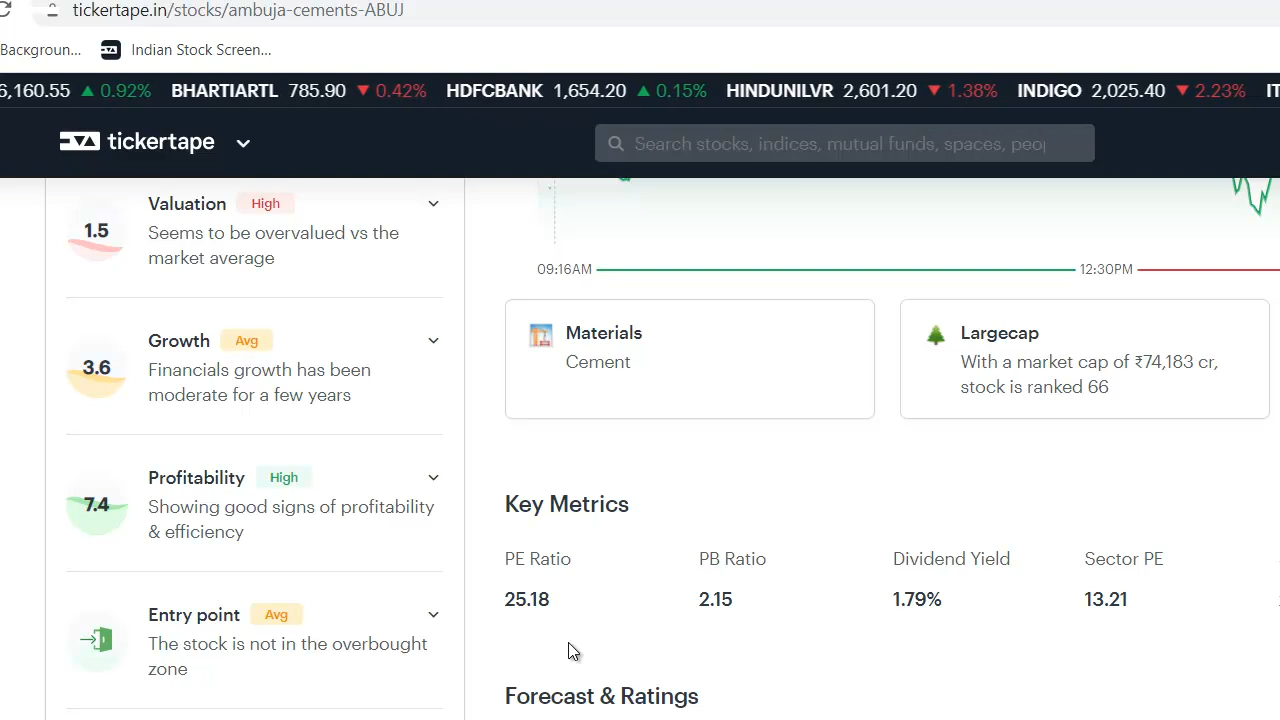 tickertape.in/stocks/ambuja-cements-ABUJ
Backgroun...
Indian Stock Screen...
6,160.55 ▲ 0.92% BHARTIARTL 785.90 ▼ 0.42% HDFCBANK 1,654.20 ▲ 0.15% HINDUNILVR 2,601.20 ▼ 1.38% INDIGO 2,025.40 ▼ 2.23% IT
tickertape
Search stocks, indices, mutual funds, spaces, peo
Valuation High
1.5
Seems to be overvalued vs the
market average
Growth Avg
3.6
Financials growth has been
moderate for a few years
Profitability High
7.4
Showing good signs of profitability
& efficiency
Entry point Avg
The stock is not in the overbought
zone
09:16AM
12:30PM
Materials
Cement
Largecap
With a market cap of ₹74,183 cr,
stock is ranked 66
Key Metrics
PE Ratio
PB Ratio
Dividend Yield
Sector PE
25.18
2.15
1.79%
13.21
Forecast & Ratings